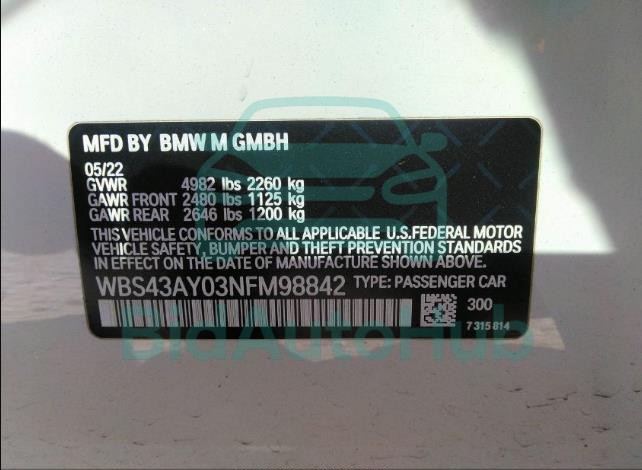 MFD BY BMW M GMBH
05/22
GVWR 4982 lbs 2260 kg
GAWR FRONT 2480 lbs 1125 kg
GAWR REAR 2646 lbs 1200 kg
THIS VEHICLE CONFORMS TO ALL APPLICABLE U.S.FEDERAL MOTOR
VEHICLE SAFETY, BUMPER AND THEFT PREVENTION STANDARDS
IN EFFECT ON THE DATE OF MANUFACTURE SHOWN ABOVE.
WBS43AY03NFM98842 TYPE: PASSENGER CAR
300
7 315 814
BidAutoHub